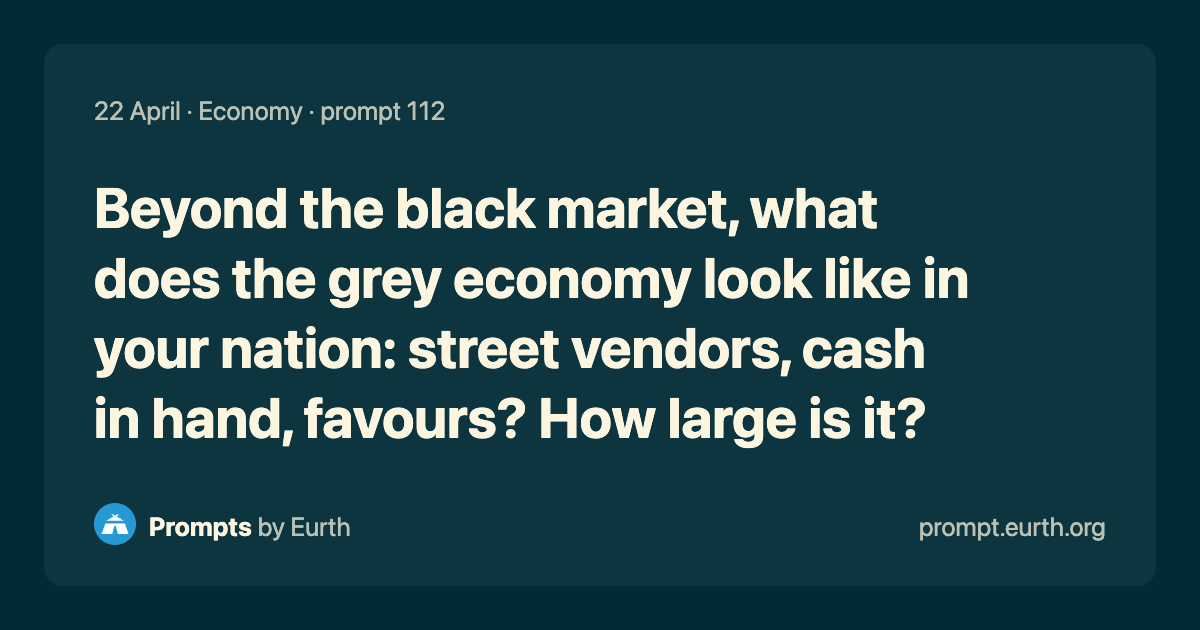 22 April · Economy · prompt 112
Beyond the black market, what
does the grey economy look like in
your nation: street vendors, cash
in hand, favours? How large is it?
Prompts by Eurth
prompt.eurth.org